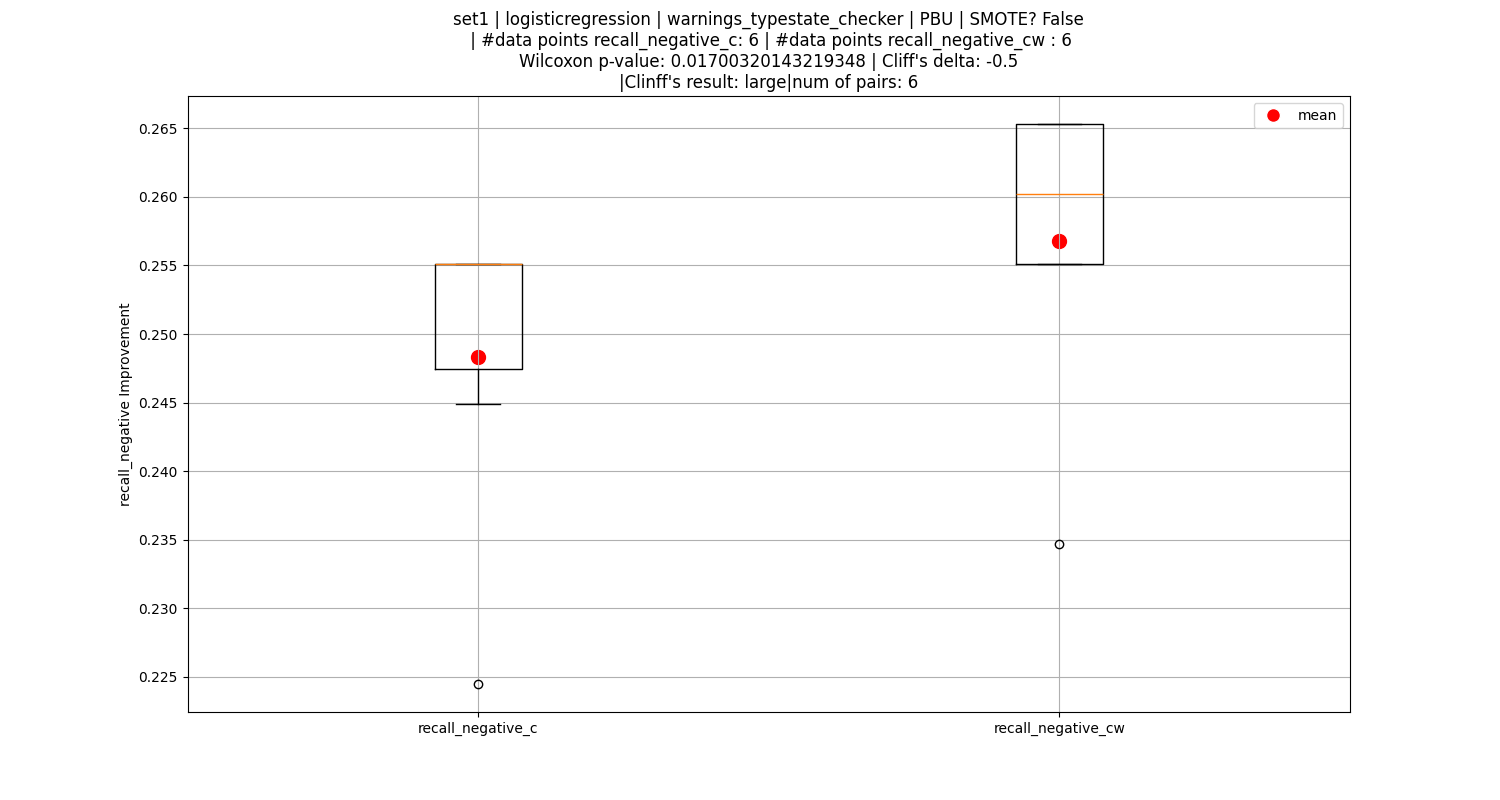 set1 | logisticregression | warnings_typestate_checker | PBU | SMOTE? False
| #data points recall_negative_c: 6 | #data points recall_negative_cw : 6
Wilcoxon p-value: 0.01700320143219348 | Cliff's delta: -0.5
|Clinff's result: large|num of pairs: 6
mean
recall_negative Improvement
0.265
0.260
0.255
0.250
0.245
0.240
0.235
0.230
0.225
recall_negative_c
recall_negative_cw